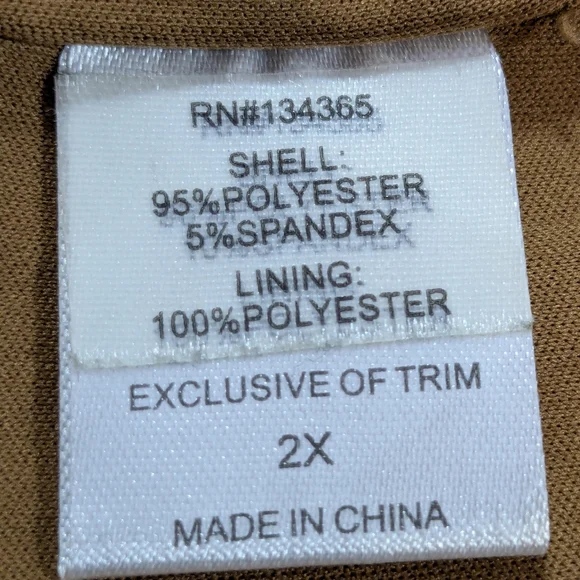 RN#134365
SHELL:
95%POLYESTER
5%SPANDEX
LINING:
100%POLYESTER
EXCLUSIVE OF TRIM
2X
MADE IN CHINA